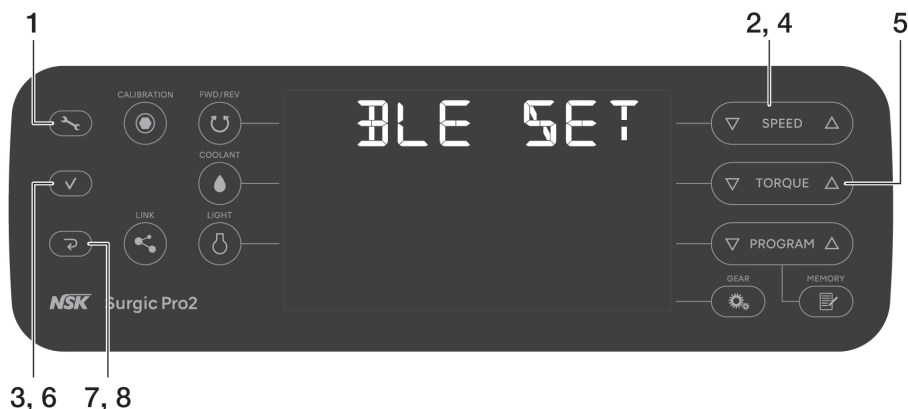 1
2, 4
5
CALIBRATION
FWD/REV
BLE SET
SPEED
COOLANT
TORQUE
LINK
LIGHT
PROGRAM
GEAR
MEMORY
NSK Surgic Pro2
3, 6
7, 8